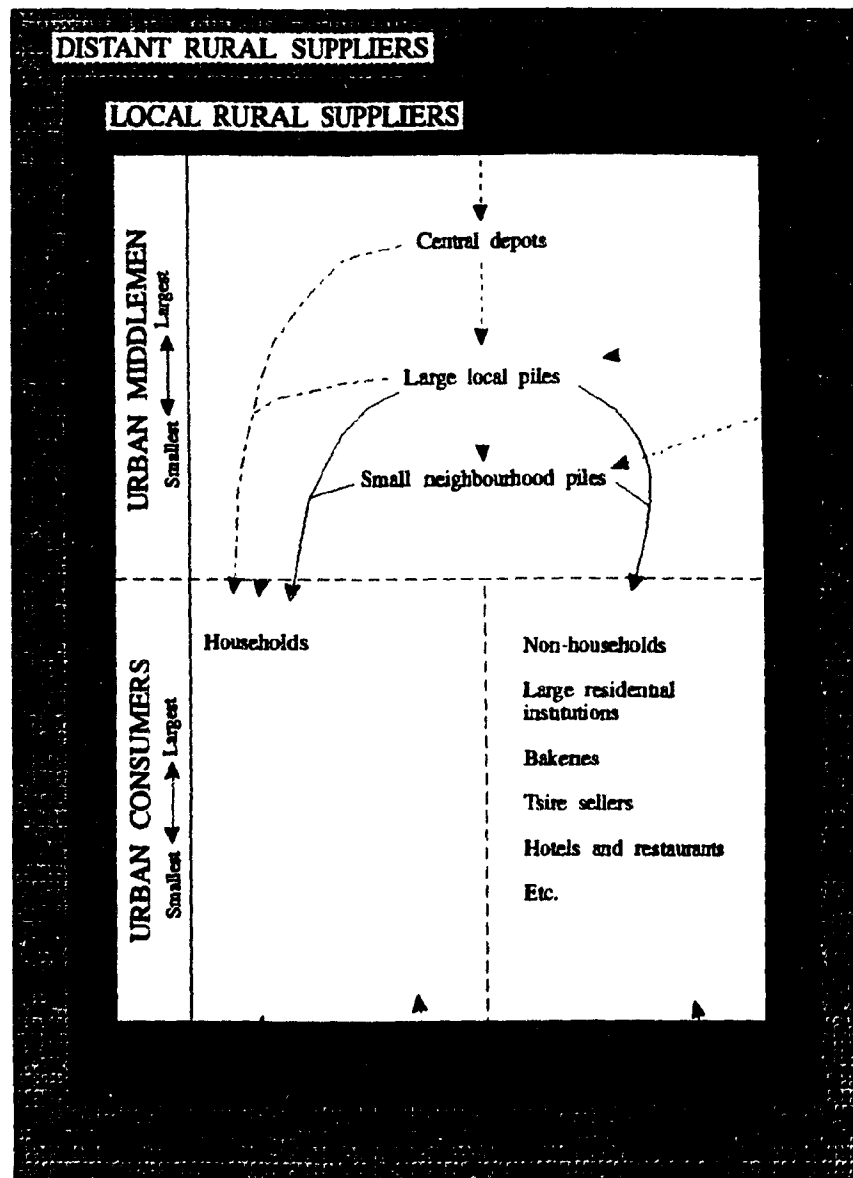 DISTANT RURAL SUPPLIERS
LOCAL RURAL SUPPLIERS
URBAN MIDDLEMEN
Smallest
Largest
Central depots
Large local piles
Small neighbourhood piles
URBAN CONSUMERS
Smallest
Largest
Households
Non-households
Large residential
institutions
Bakeries
Tsire sellers
Hotels and restaurants
Etc.